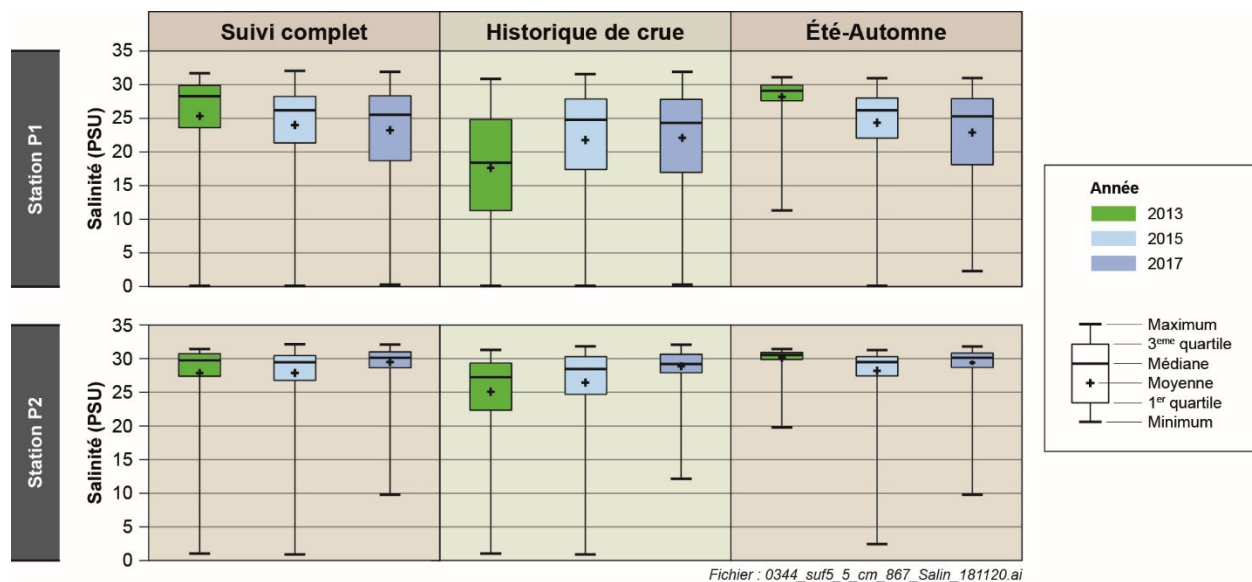 Suivi complet
Historique de crue
Été-Automne
Station P1
Salinité (PSU)
35
30
25
20
15
10
5
0
Station P2
Salinité (PSU)
35
30
25
20
15
10
5
0
Année
2013
2015
2017
Maximum
3eme quartile
Médiane
Moyenne
1er quartile
Minimum
Fichier : 0344_suf5_5_cm_867_Salin_181120.ai